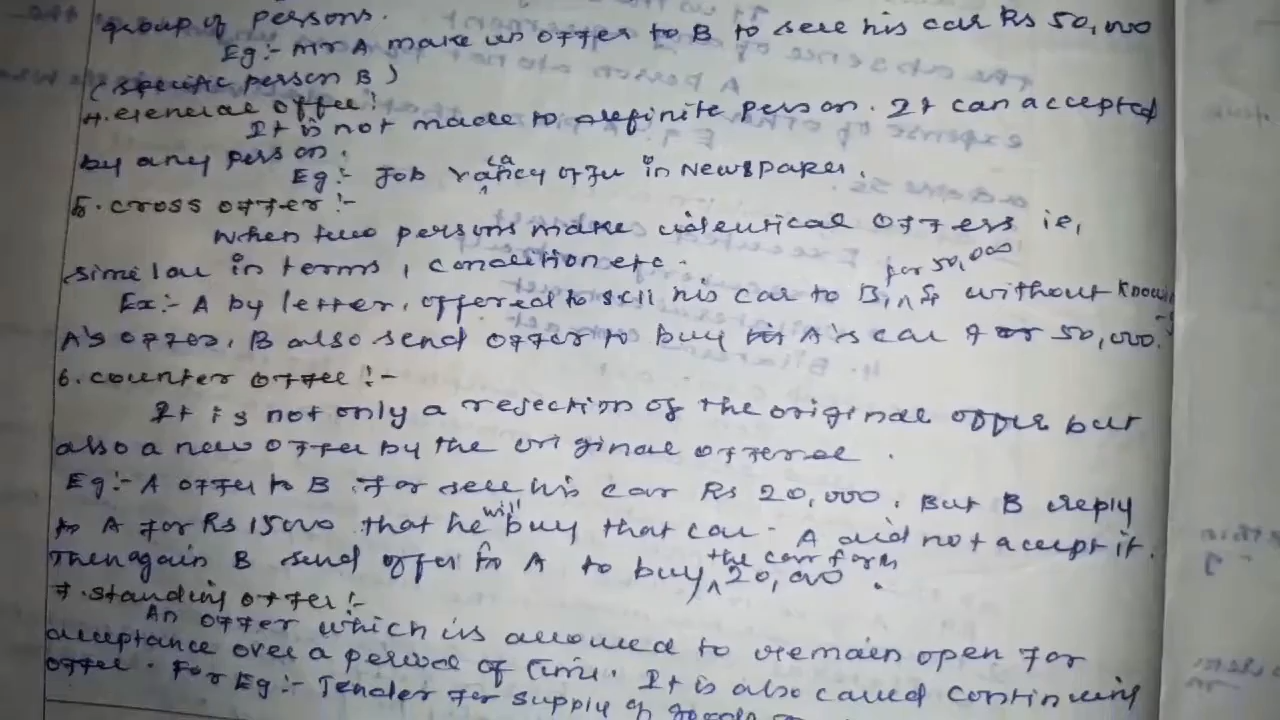 group of persons.
Eg:- Mr A make an offer to B to sell his car Rs 50,000
(specific person B)
4. General offer:
It is not made to definite person. It can accepted
by any person.
Eg:- Job vacancy offer in Newspaper.
5. cross offer:-
When two persons make identical offers ie,
similar in terms, condition etc.
Ex:- A by letter, offered to sell his car to B, for 50,000 & without knowing
A's offer, B also send offer to buy A's car for 50,000.
6. counter offer:-
It is not only a rejection of the original offer but
also a new offer by the original offeree.
Eg:- A offer to B for sell his car Rs 20,000. But B reply
to A for Rs 15000 that he will buy that car. A did not accept it.
Then again B send offer to A to buy the car for 20,000.
7. standing offer:-
An offer which is allowed to remain open for
acceptance over a period of time. It is also called continuing
offer. For Eg:- Tender for supply of goods